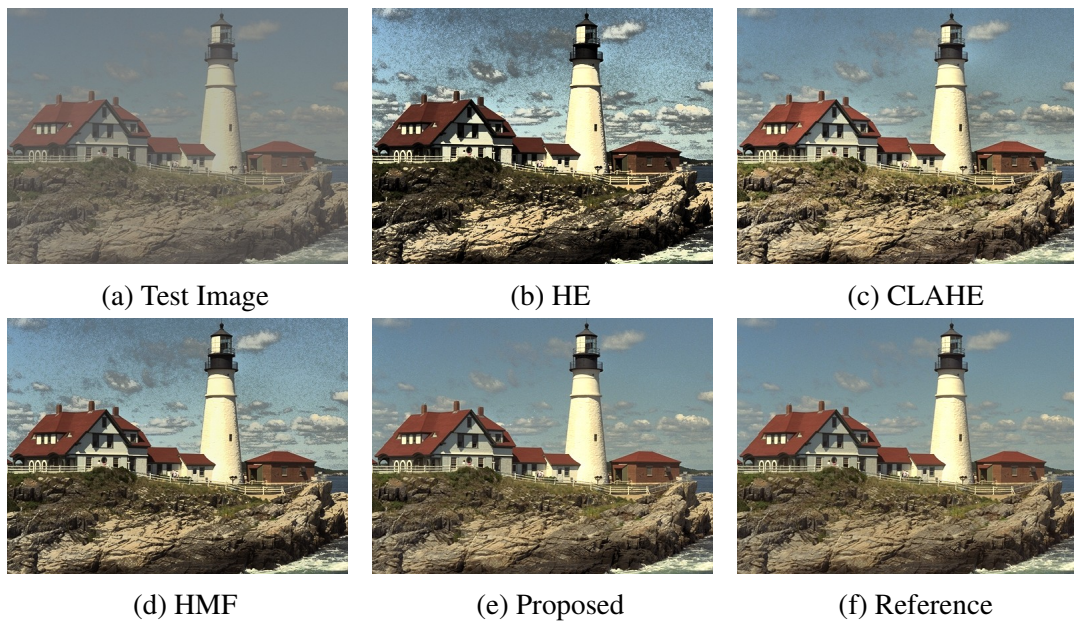 (a) Test Image
(b) HE
(c) CLAHE
(d) HMF
(e) Proposed
(f) Reference